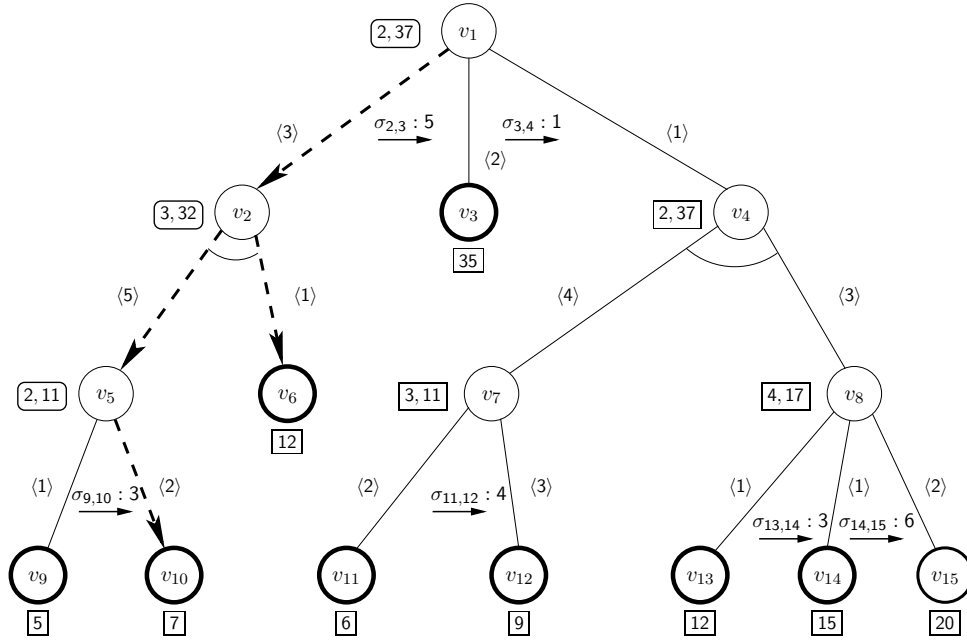 2, 37 v₁
⟨3⟩ σ₂,₃ : 5 σ₃,₄ : 1 ⟨1⟩
⟨2⟩
3, 32 v₂ v₃ 2, 37 v₄
35
⟨5⟩ ⟨1⟩ ⟨4⟩ ⟨3⟩
2, 11 v₅ v₆ 3, 11 v₇ 4, 17 v₈
12
⟨1⟩ σ₉,₁₀ : 3 ⟨2⟩ ⟨2⟩ σ₁₁,₁₂ : 4 ⟨3⟩ ⟨1⟩ ⟨1⟩ ⟨2⟩
σ₁₃,₁₄ : 3 σ₁₄,₁₅ : 6
v₉ v₁₀ v₁₁ v₁₂ v₁₃ v₁₄ v₁₅
5 7 6 9 12 15 20